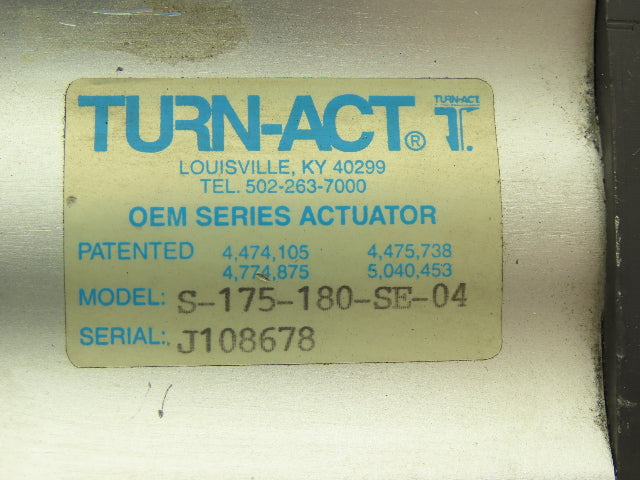 TURN-ACT® TURN-ACT.
T.
LOUISVILLE, KY 40299
TEL. 502-263-7000
OEM SERIES ACTUATOR
PATENTED 4,474,105 4,475,738
4,774,875 5,040,453
MODEL: S-175-180-SE-04
SERIAL: J108678